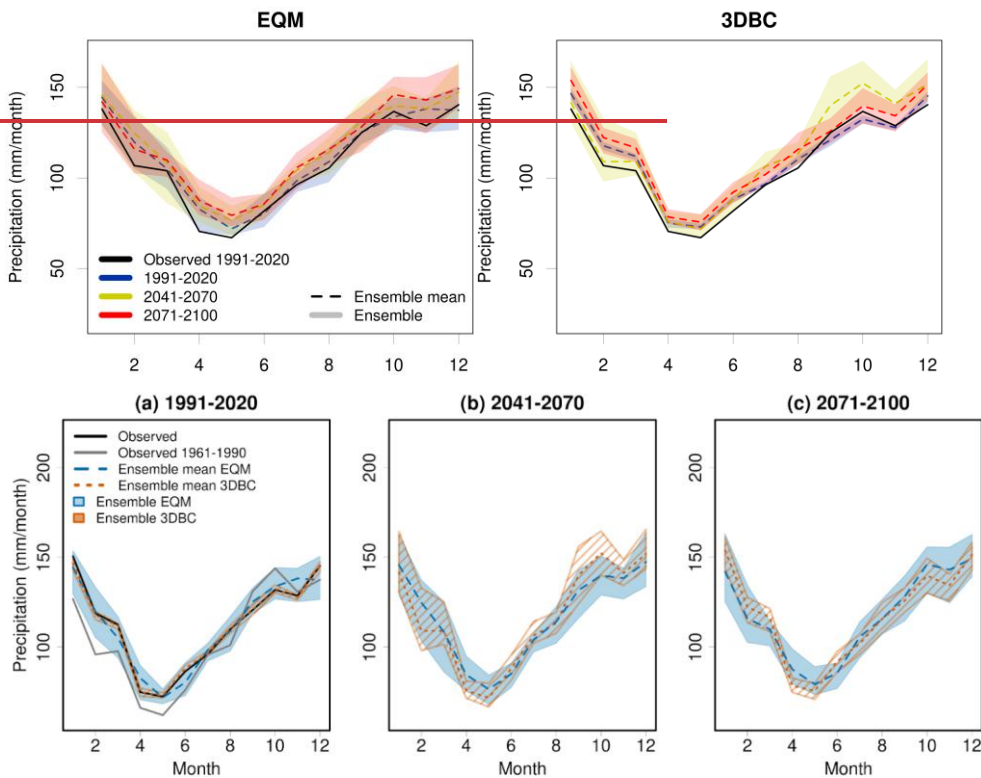 EQM
3DBC
Precipitation (mm/month)
150
100
50
Observed 1991-2020
1991-2020
2041-2070
2071-2100
Ensemble mean
Ensemble
2 4 6 8 10 12
Precipitation (mm/month)
150
100
50
2 4 6 8 10 12
(a) 1991-2020
(b) 2041-2070
(c) 2071-2100
Precipitation (mm/month)
200
150
100
Observed
Observed 1961-1990
Ensemble mean EQM
Ensemble mean 3DBC
Ensemble EQM
Ensemble 3DBC
2 4 6 8 10 12
Month
200
150
100
2 4 6 8 10 12
Month
200
150
100
2 4 6 8 10 12
Month